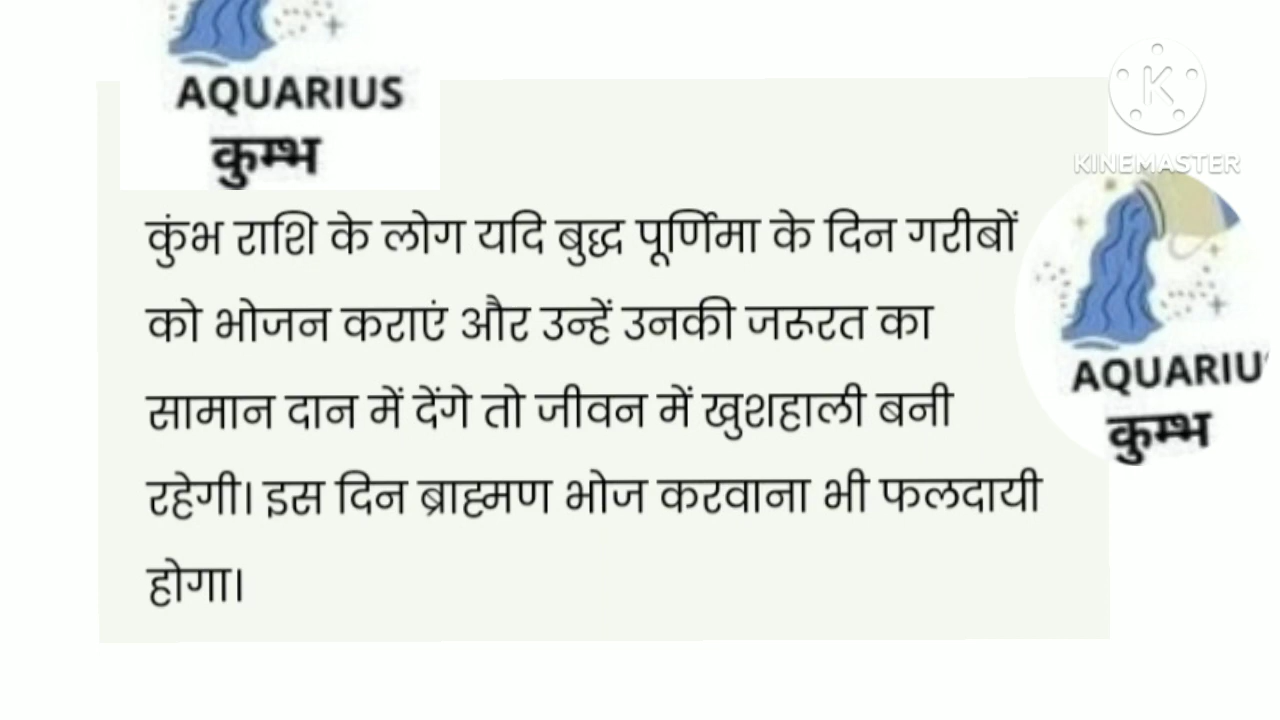 AQUARIUS
कुम्भ
KINEMASTER
कुंभ राशि के लोग यदि बुद्ध पूर्णिमा के दिन गरीबों
को भोजन कराएं और उन्हें उनकी जरूरत का
सामान दान में देंगे तो जीवन में खुशहाली बनी
रहेगी। इस दिन ब्राह्मण भोज करवाना भी फलदायी
होगा।
AQUARIU
कुम्भ